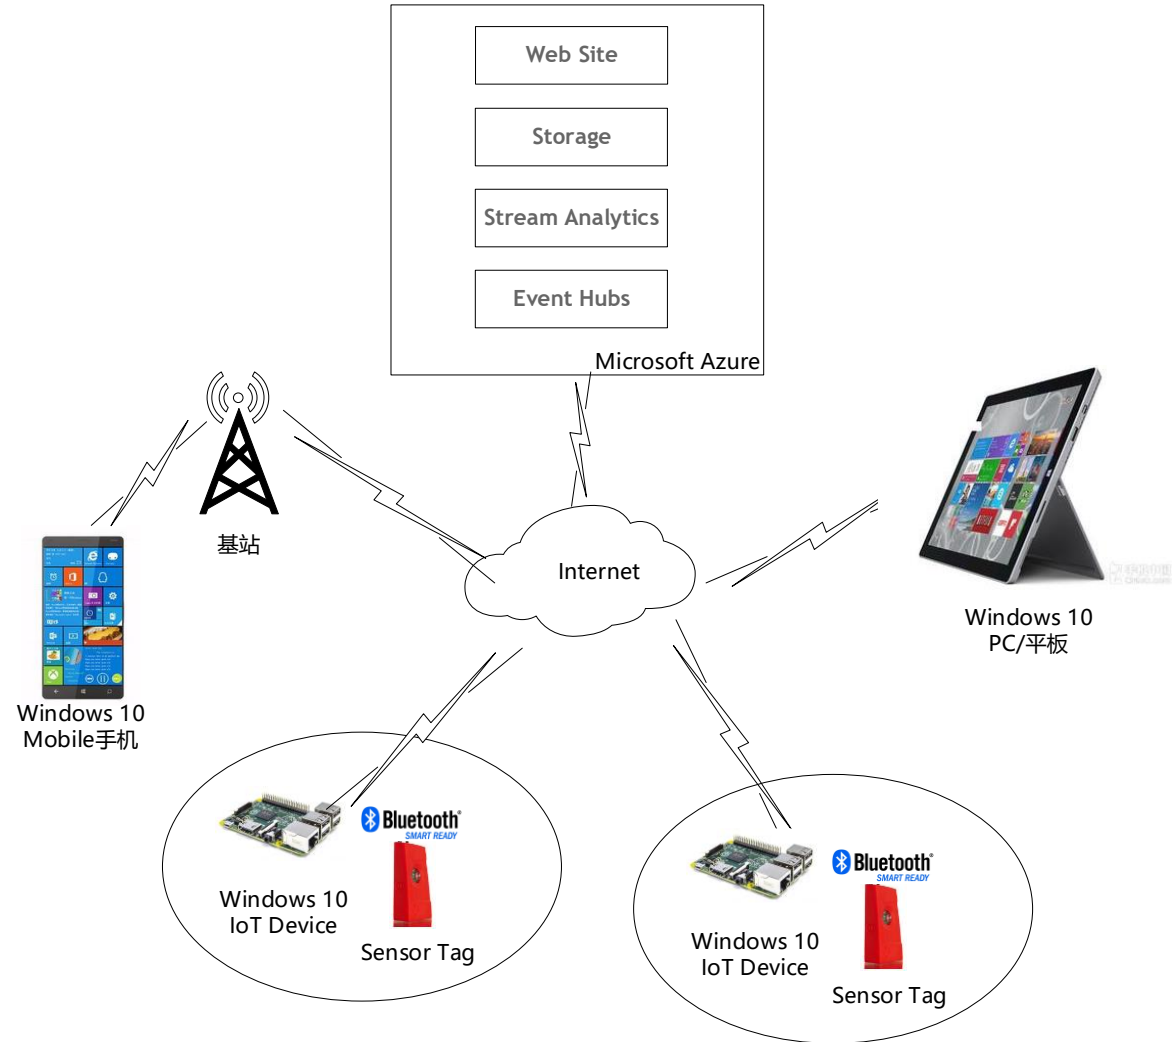 Web Site
Storage
Stream Analytics
Event Hubs
Microsoft Azure
基站
Internet
Windows 10
PC/平板
Windows 10
Mobile手机
Bluetooth
SMART READY
Windows 10
IoT Device
Sensor Tag
Bluetooth
SMART READY
Windows 10
IoT Device
Sensor Tag